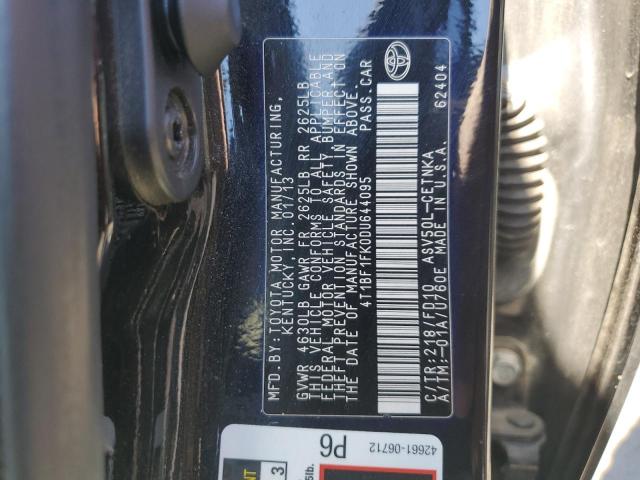 MFD. BY: TOYOTA MOTOR MANUFACTURING,
KENTUCKY, INC. 01/13
GVWR 4630LB GAWR FR 2625LB RR 2625LB
THIS VEHICLE CONFORMS TO ALL APPLICABLE
FEDERAL MOTOR VEHICLE SAFETY, BUMPER, AND
THEFT PREVENTION STANDARDS IN EFFECT ON
THE DATE OF MANUFACTURE SHOWN ABOVE.
4T1BF1FK0DU644095 PASS.CAR
C/TR:218/FD10 ASV50L-CETNKA
A/TM:-01A/U760E MADE IN U.S.A.
62404
42661-06712
P6
3